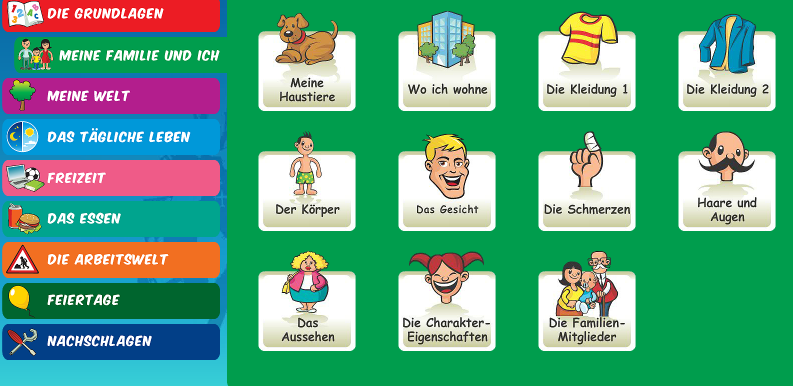 DIE GRUNDLAGEN
MEINE FAMILIE UND ICH
MEINE WELT
DAS TÄGLICHE LEBEN
FREIZEIT
DAS ESSEN
DIE ARBEITSWELT
FEIERTAGE
NACHSCHLAGEN
Meine
Haustiere
Wo ich wohne
Die Kleidung 1
Die Kleidung 2
Der Körper
Das Gesicht
Die Schmerzen
Haare und
Augen
Das
Aussehen
Die Charakter-
Eigenschaften
Die Familien-
Mitglieder